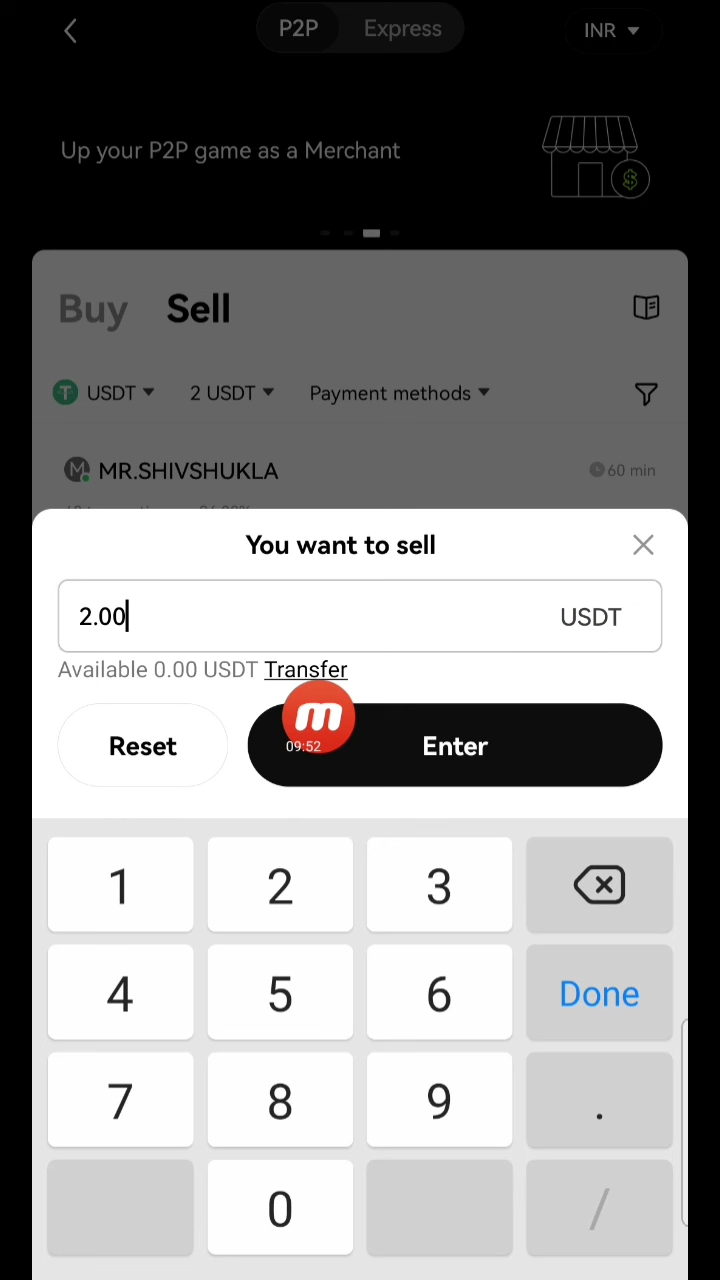 P2P Express INR
Up your P2P game as a Merchant
Buy Sell
USDT 2 USDT Payment methods
MR.SHIVSHUKLA 60 min
You want to sell
2.00 USDT
Available 0.00 USDT Transfer
Reset Enter
09:52
1 2 3
4 5 6 Done
7 8 9 .
0 /